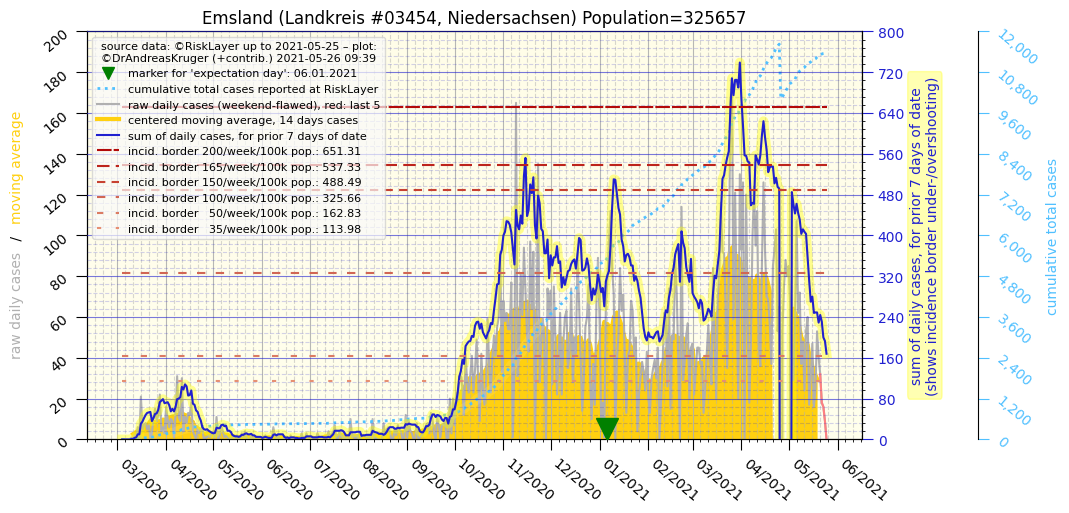 Emsland (Landkreis #03454, Niedersachsen) Population=325657
source data: ©RiskLayer up to 2021-05-25 – plot:
©DrAndreasKruger (+contrib.) 2021-05-26 09:39
marker for 'expectation day': 06.01.2021
cumulative total cases reported at RiskLayer
raw daily cases (weekend-flawed), red: last 5
centered moving average, 14 days cases
sum of daily cases, for prior 7 days of date
incid. border 200/week/100k pop.: 651.31
incid. border 165/week/100k pop.: 537.33
incid. border 150/week/100k pop.: 488.49
incid. border 100/week/100k pop.: 325.66
incid. border 50/week/100k pop.: 162.83
incid. border 35/week/100k pop.: 113.98
raw daily cases / moving average
200
180
160
140
120
100
80
60
40
20
0
800
720
640
560
480
400
320
240
160
80
0
sum of daily cases, for prior 7 days of date
(shows incidence border under-/overshooting)
12,000
10,800
9,600
8,400
7,200
6,000
4,800
3,600
2,400
1,200
0
cumulative total cases
03/2020
04/2020
05/2020
06/2020
07/2020
08/2020
09/2020
10/2020
11/2020
12/2020
01/2021
02/2021
03/2021
04/2021
05/2021
06/2021